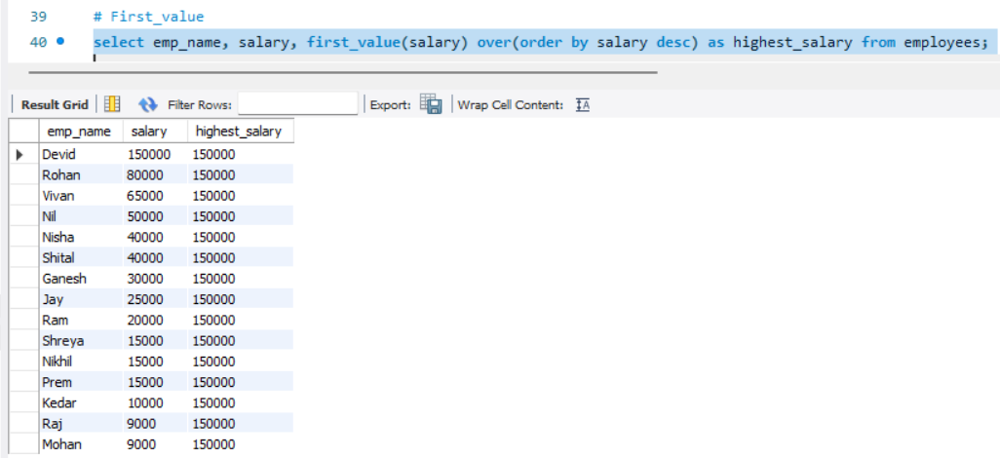 39 # First_value
40 select emp_name, salary, first_value(salary) over(order by salary desc) as highest_salary from employees;
Result Grid Filter Rows: Export: Wrap Cell Content: IA
emp_name salary highest_salary
Devid 150000 150000
Rohan 80000 150000
Vivan 65000 150000
Nil 50000 150000
Nisha 40000 150000
Shital 40000 150000
Ganesh 30000 150000
Jay 25000 150000
Ram 20000 150000
Shreya 15000 150000
Nikhil 15000 150000
Prem 15000 150000
Kedar 10000 150000
Raj 9000 150000
Mohan 9000 150000